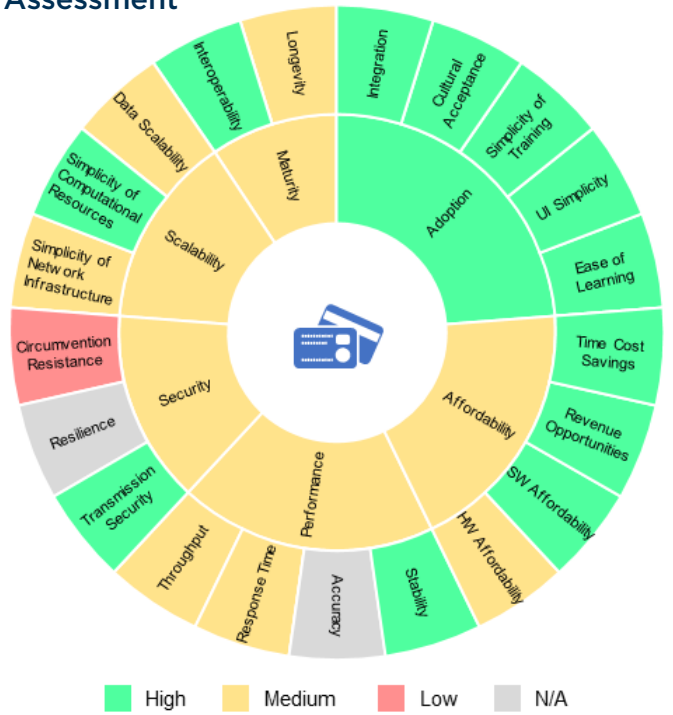 Assessment
Integration
Cultural
Acceptance
Simplicity of
Training
UI Simplicity
Ease of
Learning
Time Cost
Savings
Revenue
Opportunities
SW Affordability
HW Affordability
Stability
Accuracy
Response Time
Throughput
Transmission
Security
Resilience
Circumvention
Resistance
Simplicity of
Network
Infrastructure
Simplicity of
Computational
Resources
Data Scalability
Interoperability
Longevity
Adoption
Affordability
Performance
Security
Scalability
Maturity
High
Medium
Low
N/A